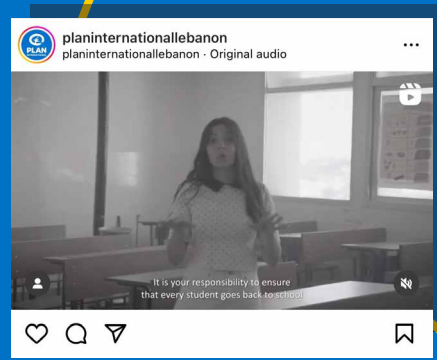 planinternationallebanon
planinternationallebanon · Original audio
PLAN
It is your responsibility to ensure
that every student goes back to school